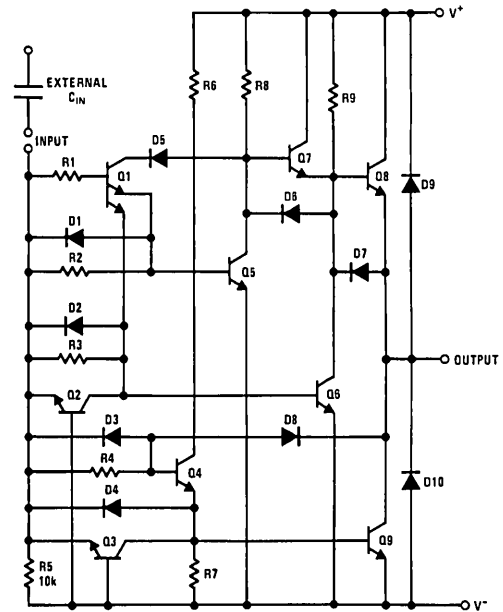 V+
R6
R8
R9
EXTERNAL
CIN
INPUT
D5
R1
Q1
Q7
Q8
D9
D1
D6
R2
Q5
D7
D2
R3
OUTPUT
Q2
Q6
D3
D8
R4
Q4
D4
D10
Q3
Q9
R5
10k
R7
V-